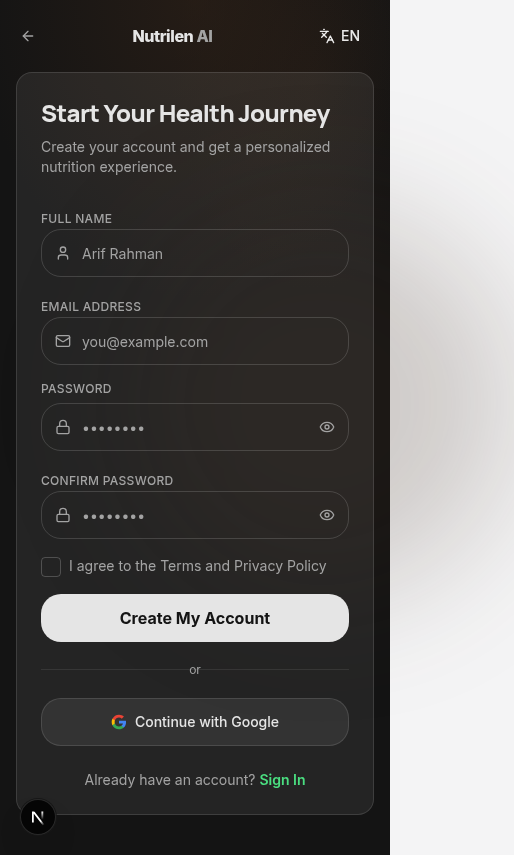 Nutrilen AI
EN
Start Your Health Journey
Create your account and get a personalized
nutrition experience.
FULL NAME
Arif Rahman
EMAIL ADDRESS
you@example.com
PASSWORD
••••••••
CONFIRM PASSWORD
••••••••
I agree to the Terms and Privacy Policy
Create My Account
or
Continue with Google
Already have an account? Sign In
N